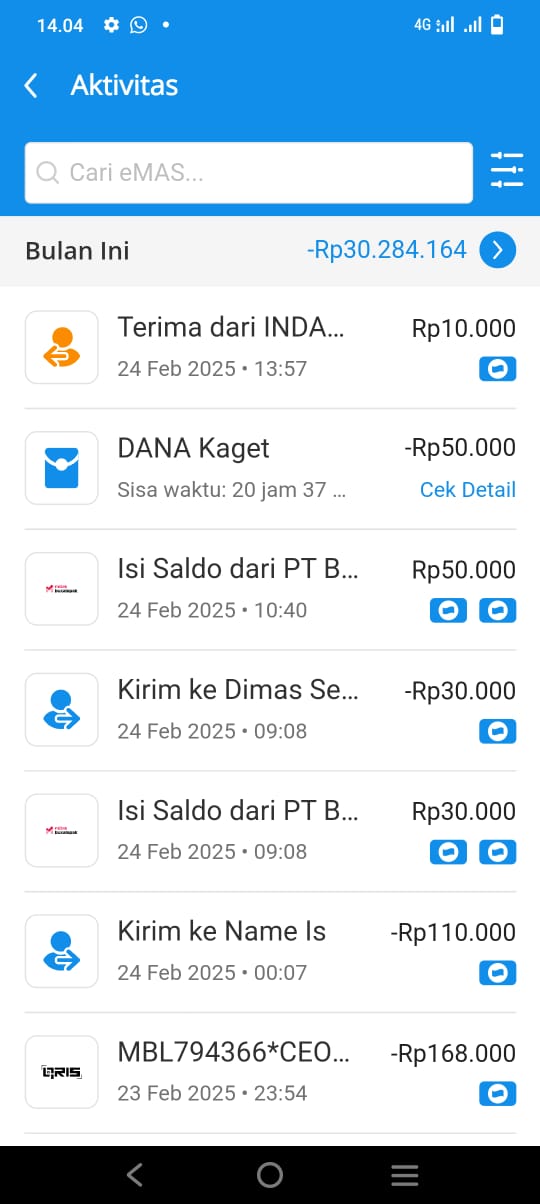 14.04
4G
Aktivitas
Cari eMAS...
Bulan Ini -Rp30.284.164
Terima dari INDA... Rp10.000
24 Feb 2025 • 13:57
DANA Kaget -Rp50.000
Sisa waktu: 20 jam 37 ... Cek Detail
Isi Saldo dari PT B... Rp50.000
24 Feb 2025 • 10:40
Kirim ke Dimas Se... -Rp30.000
24 Feb 2025 • 09:08
Isi Saldo dari PT B... Rp30.000
24 Feb 2025 • 09:08
Kirim ke Name Is -Rp110.000
24 Feb 2025 • 00:07
QRIS
MBL794366*CEO... -Rp168.000
23 Feb 2025 • 23:54